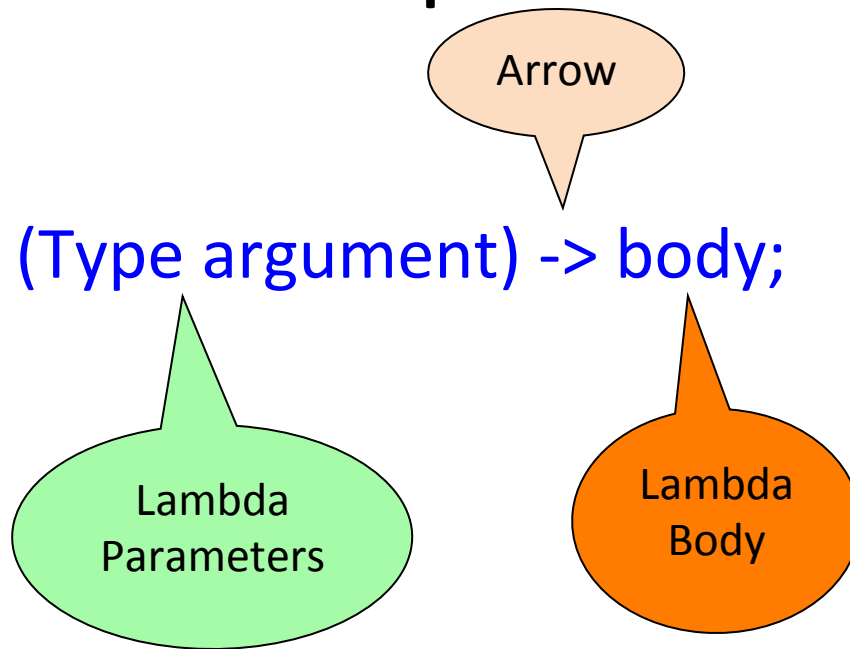 Arrow
(Type argument) -> body;
Lambda
Parameters
Lambda
Body